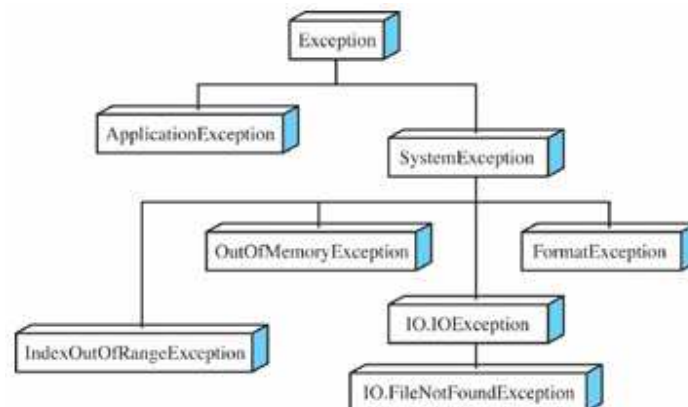 Exception
ApplicationException
SystemException
OutOfMemoryException
FormatException
IndexOutOfRangeException
IO.IOException
IO.FileNotFoundException